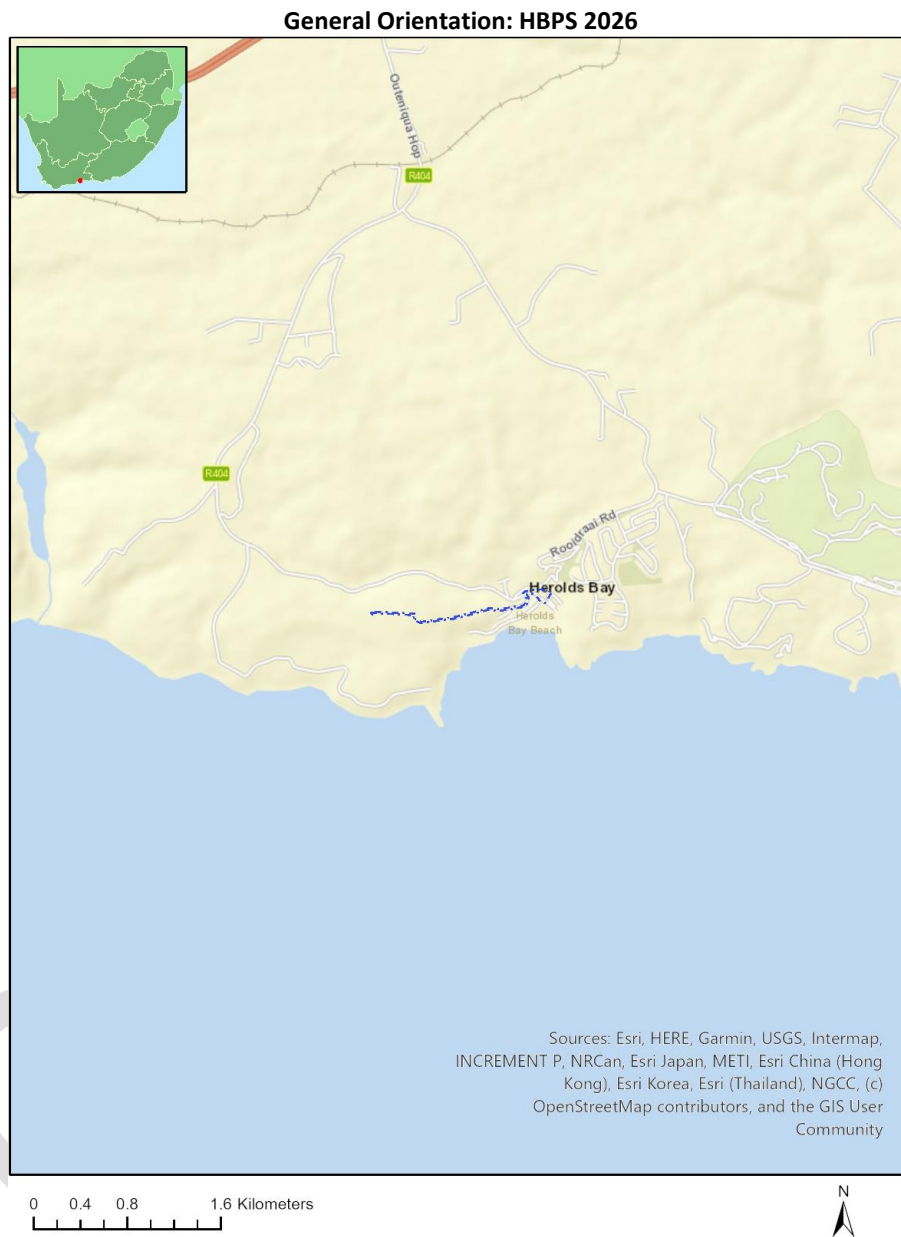 General Orientation: HBPS 2026
Outeniqua Hop
R404
R404
Rooidraai Rd
Herolds Bay
Herolds
Bay Beach
Sources: Esri, HERE, Garmin, USGS, Intermap,
INCREMENT P, NRCan, Esri Japan, METI, Esri China (Hong
Kong), Esri Korea, Esri (Thailand), NGCC, (c)
OpenStreetMap contributors, and the GIS User
Community
0 0.4 0.8 1.6 Kilometers
N